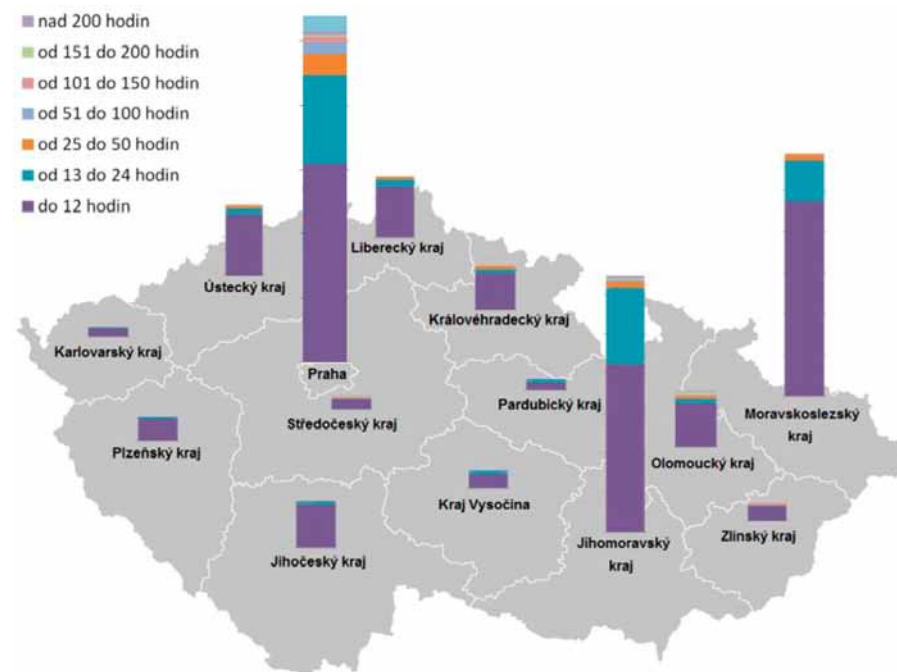 nad 200 hodin
od 151 do 200 hodin
od 101 do 150 hodin
od 51 do 100 hodin
od 25 do 50 hodin
od 13 do 24 hodin
do 12 hodin
Liberecký kraj
Ústecký kraj
Královéhradecký kraj
Karlovarský kraj
Praha
Pardubický kraj
Středočeský kraj
Moravskoslezský
kraj
Plzeňský kraj
Olomoucký kraj
Kraj Vysočina
Zlínský kraj
Jihomoravský
kraj
Jihočeský kraj